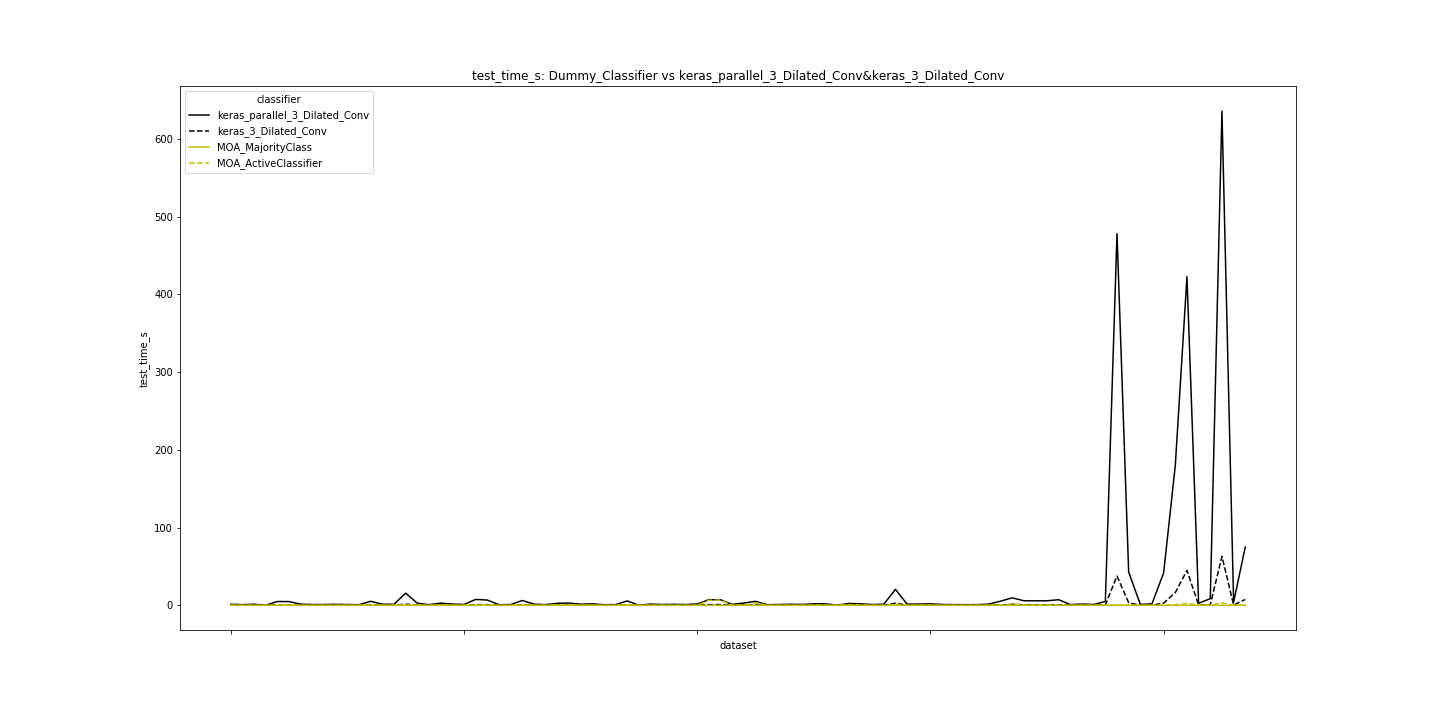 test_time_s: Dummy_Classifier vs keras_parallel_3_Dilated_Conv&keras_3_Dilated_Conv
classifier
keras_parallel_3_Dilated_Conv
keras_3_Dilated_Conv
MOA_MajorityClass
MOA_ActiveClassifier
600
500
400
300
200
100
0
test_time_s
dataset